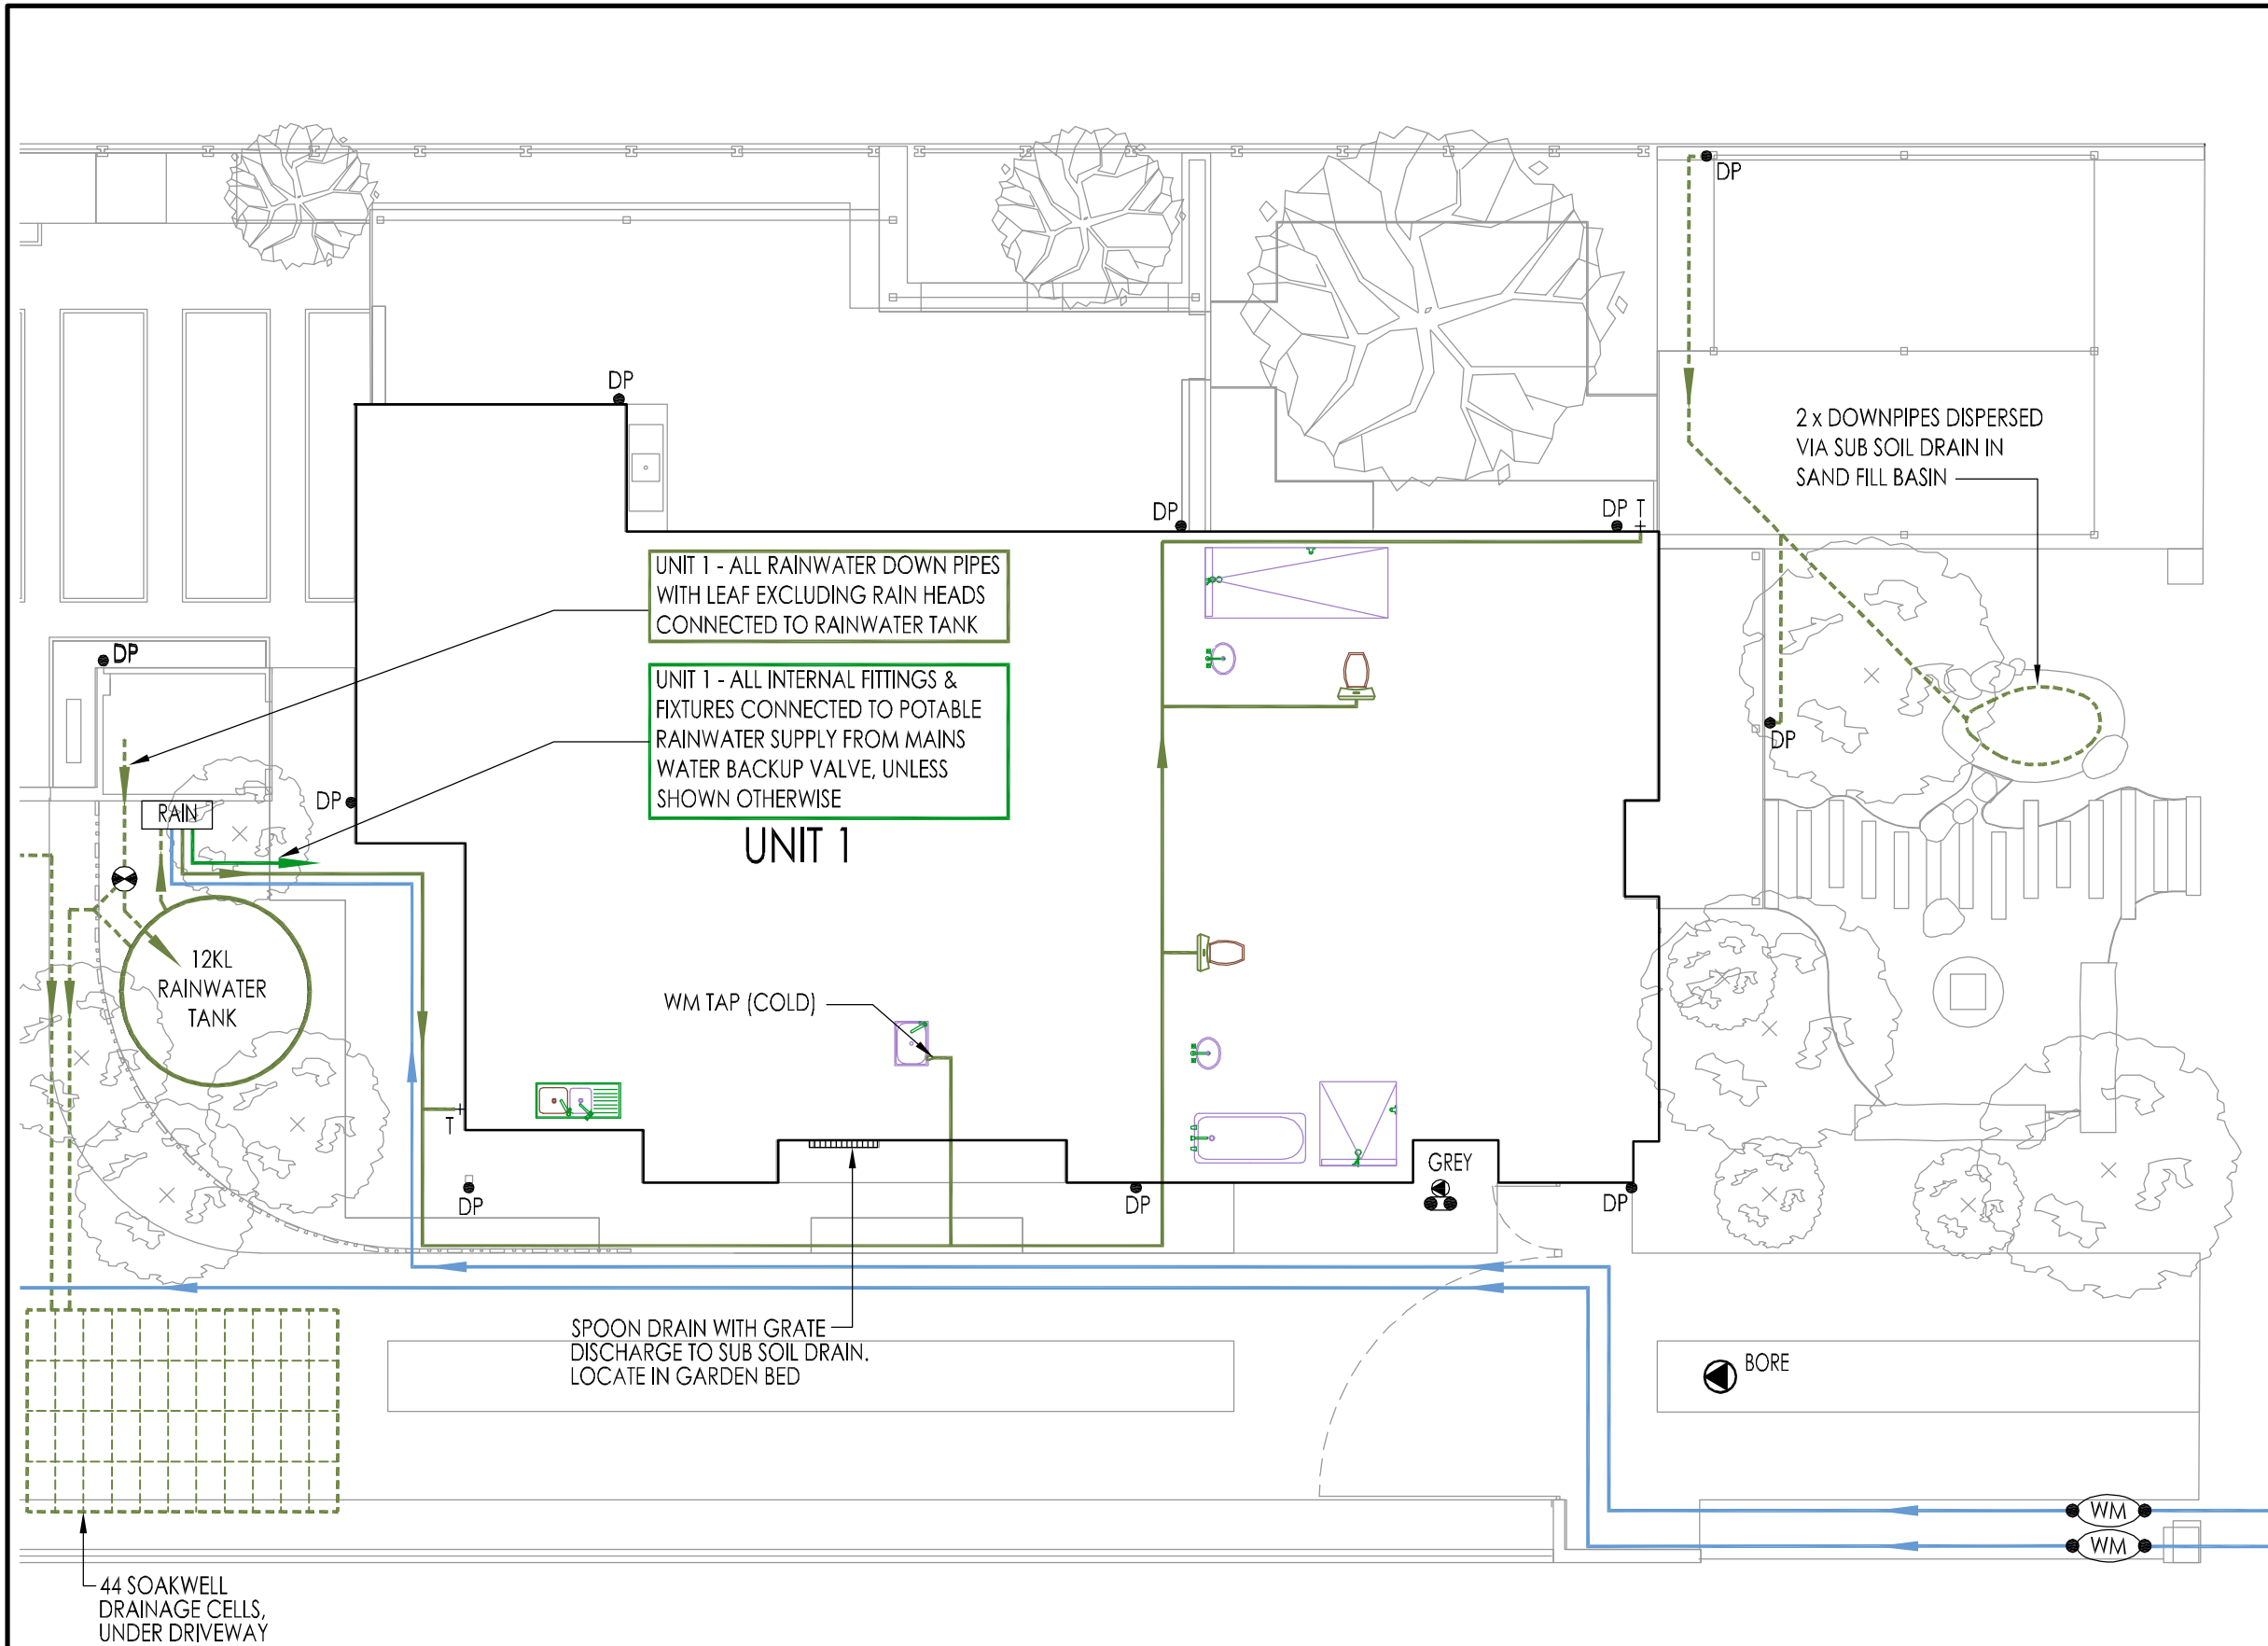 DP
DP
2 x DOWNPIPES DISPERSED
VIA SUB SOIL DRAIN IN
SAND FILL BASIN
DP
DP T
UNIT 1 - ALL RAINWATER DOWN PIPES
WITH LEAF EXCLUDING RAIN HEADS
CONNECTED TO RAINWATER TANK
DP
UNIT 1 - ALL INTERNAL FITTINGS &
FIXTURES CONNECTED TO POTABLE
RAINWATER SUPPLY FROM MAINS
WATER BACKUP VALVE, UNLESS
SHOWN OTHERWISE
DP
DP
RAIN
UNIT 1
12KL
RAINWATER
TANK
WM TAP (COLD)
T
GREY
DP
DP
DP
SPOON DRAIN WITH GRATE
DISCHARGE TO SUB SOIL DRAIN.
LOCATE IN GARDEN BED
BORE
WM
WM
44 SOAKWELL
DRAINAGE CELLS,
UNDER DRIVEWAY